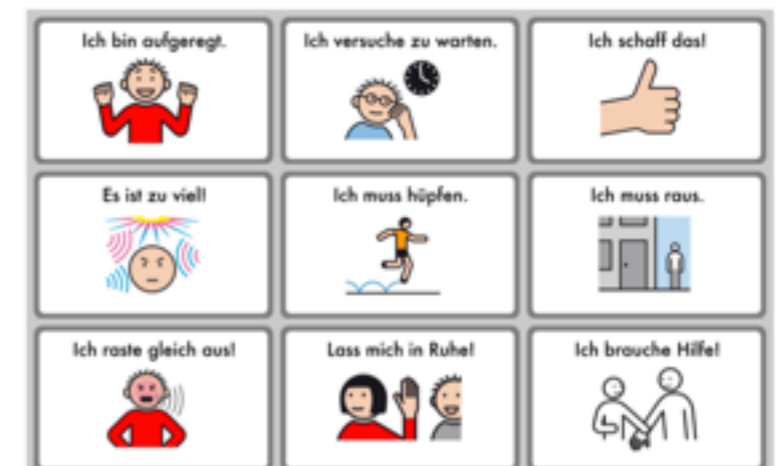 Ich bin aufgeregt.
Ich versuche zu warten.
Ich schaff das!
Es ist zu viel!
Ich muss hüpfen.
Ich muss raus.
Ich raste gleich aus!
Lass mich in Ruhe!
Ich brauche Hilfe!